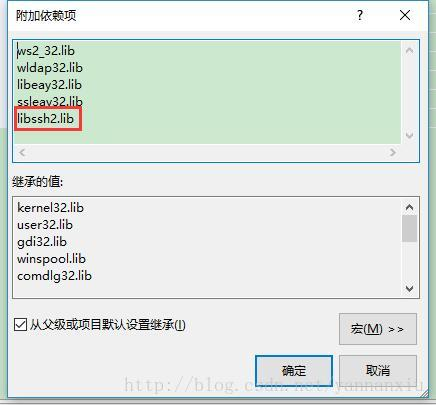 附加依赖项
? ×
ws2_32.lib
wldap32.lib
libeay32.lib
ssleay32.lib
libssh2.lib
继承的值:
kernel32.lib
user32.lib
gdi32.lib
winspool.lib
comdlg32.lib
从父级或项目默认设置继承(I)
宏(M) >>
确定
取消
http://blog.csdn.net/yannanxiu